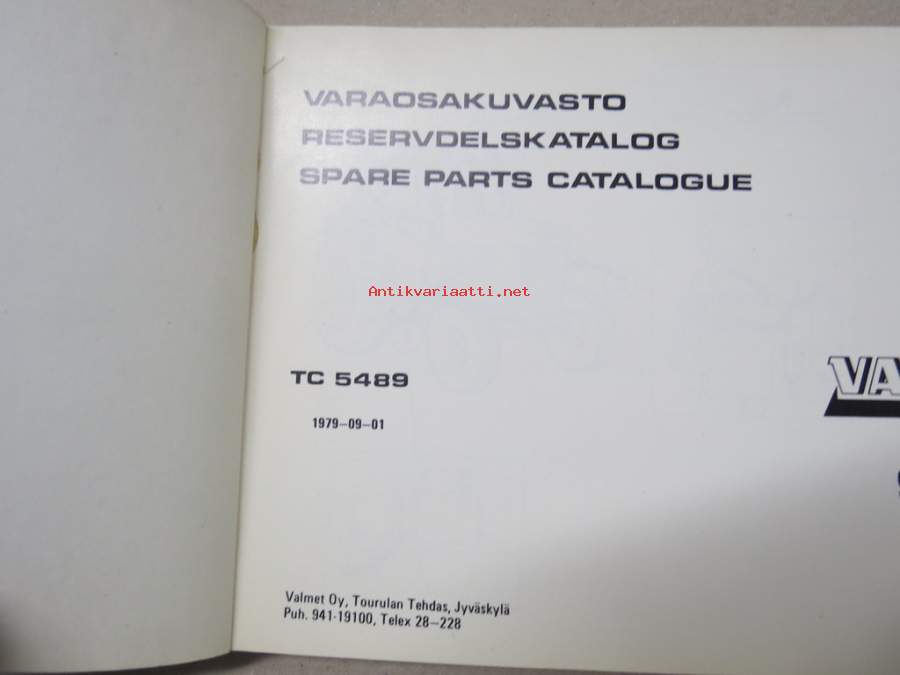 VARAOSAKUVASTO
RESERVDELSKATALOG
SPARE PARTS CATALOGUE
Antikvariaatti.net
TC 5489
VA
1979-09-01
Valmet Oy, Tourulan Tehdas, Jyväskylä
Puh. 941-19100, Telex 28-228